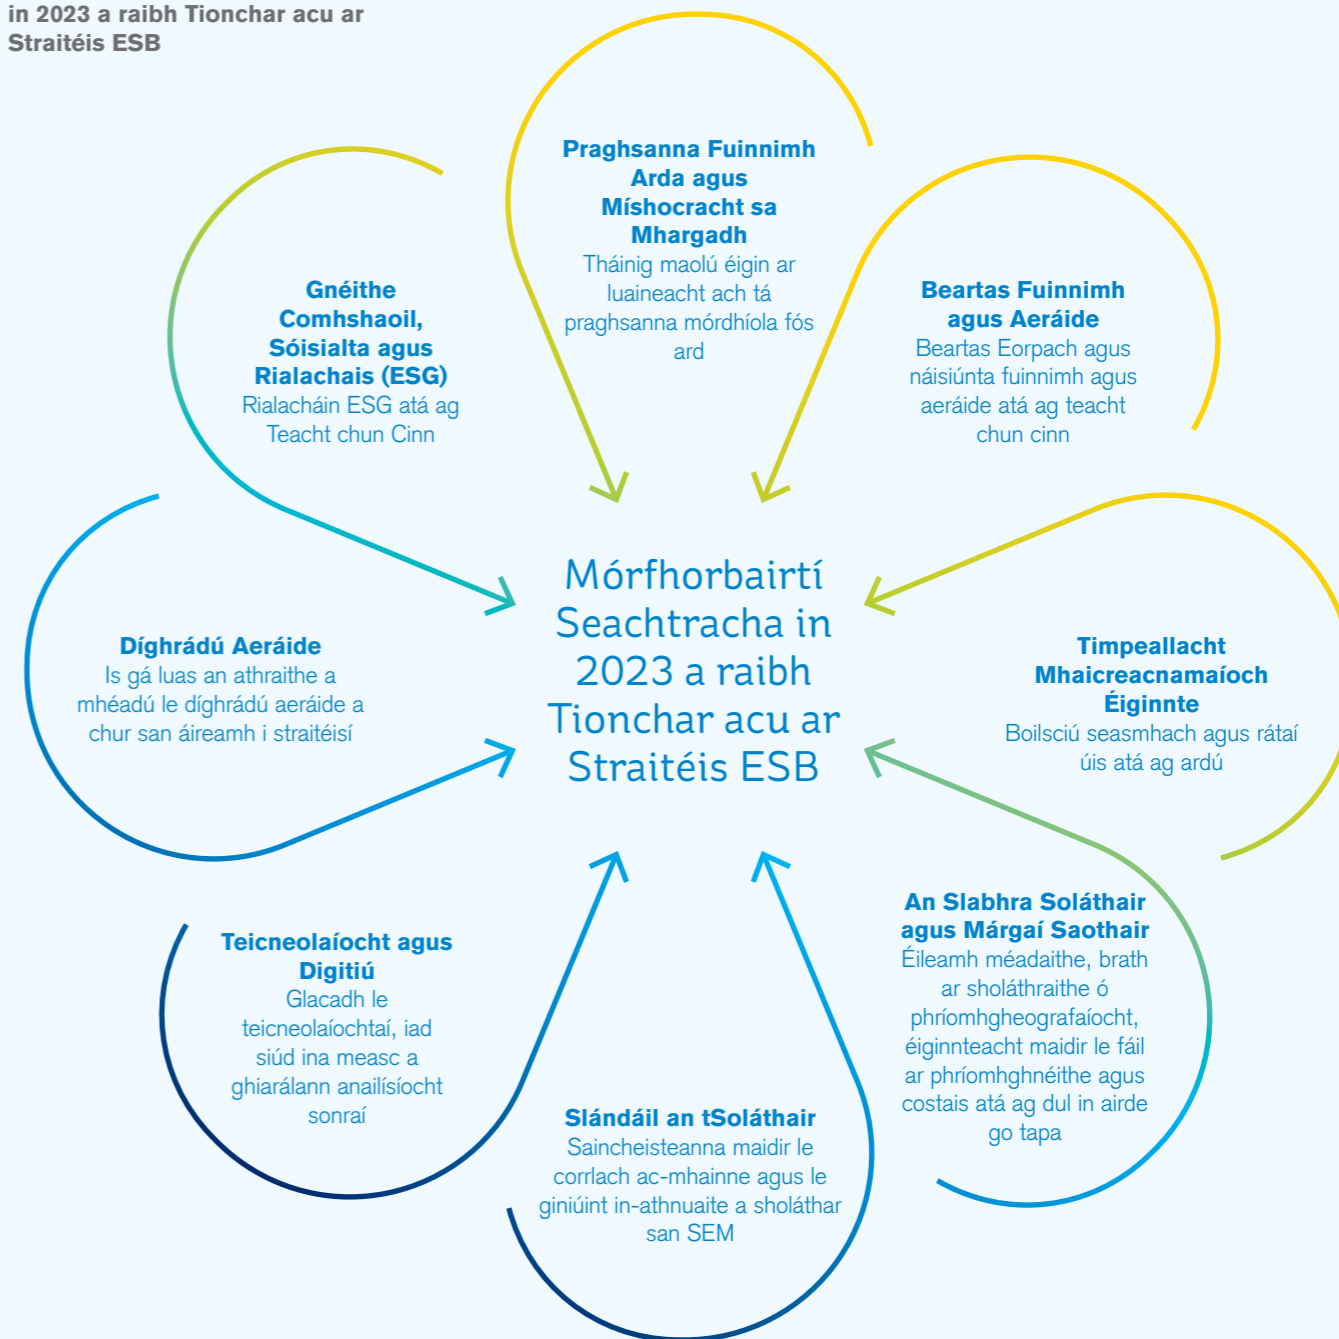 in 2023 a raibh Tionchar acu ar
Straitéis ESB
Praghsanna Fuinnimh
Arda agus
Míshocracht sa
Mhargadh
Tháinig maolú éigin ar
luaineacht ach tá
praghsanna mórdhíola fós
ard
Beartas Fuinnimh
agus Aeráide
Beartas Eorpach agus
náisiúnta fuinnimh agus
aeráide atá ag teacht
chun cinn
Timpeallacht
Mhaicreacnamaíoch
Éiginnte
Boilsciú seasmhach agus rátaí
úis atá ag ardú
An Slabhra Soláthair
agus Márgaí Saothair
Éileamh méadaithe, brath
ar sholáthraithe ó
phríomhgheografaíocht,
éiginnteacht maidir le fáil
ar phríomhghnéithe agus
costais atá ag dul in airde
go tapa
Slándáil an tSoláthair
Saincheisteanna maidir le
corrlach ac-mhainne agus le
giniúint in-athnuaite a sholáthar
san SEM
Teicneolaíocht agus
Digitiú
Glacadh le
teicneolaíochtaí, iad
siúd ina measc a
ghiarálann anailísíocht
sonraí
Díghrádú Aeráide
Is gá luas an athraithe a
mhéadú le díghrádú aeráide a
chur san áireamh i straitéisí
Gnéithe
Comhshaoil,
Sóisialta agus
Rialachais (ESG)
Rialacháin ESG atá ag
Teacht chun Cinn
Mórfhorbairtí
Seachtracha in
2023 a raibh
Tionchar acu ar
Straitéis ESB